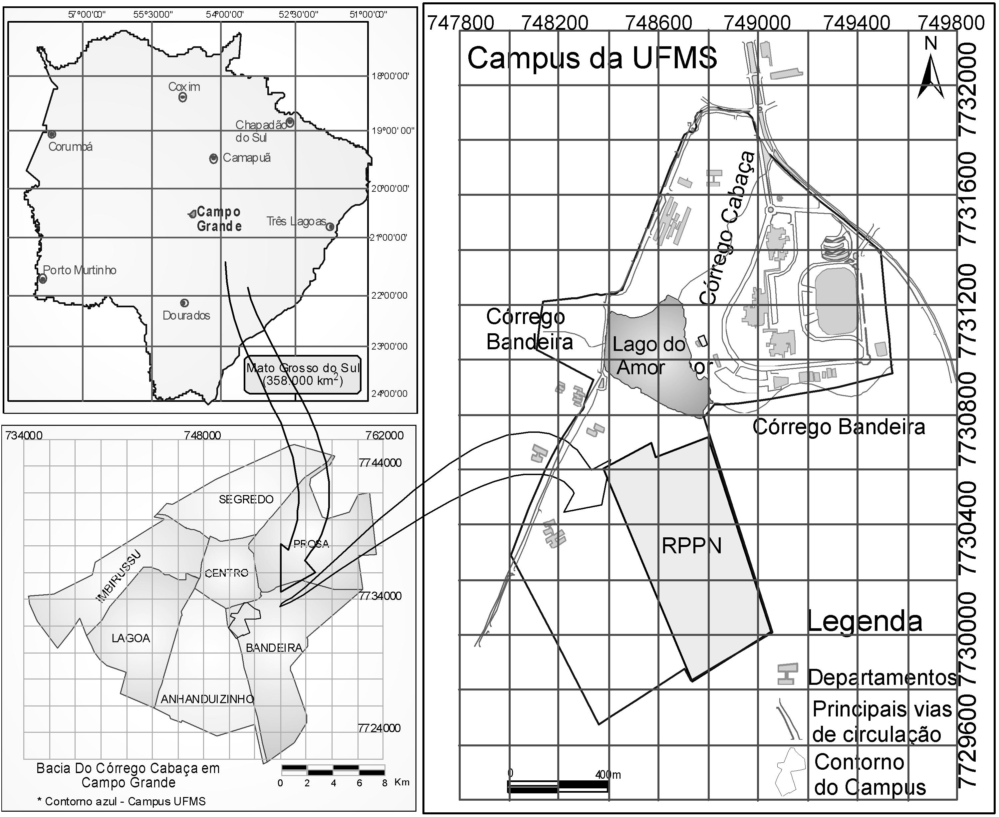 57°00'00"
55°30'00"
54°00'00"
52°30'00"
51°00'00"
18°00'00'
Coxim
Chapadão
do Sul
19°00'00"
Corumbá
Camapuã
20°00'00'
Campo
Grande
Três Lagoas
21°00'00'
Porto Murtinho
22°00'00
Dourados
23°00'00
Mato Grosso do Sul
(358.000 km2)
24°00'00
734000
748000
762000
7744000
SEGREDO
PROSA
IMBIRUSSU
CENTRO
7734000
LAGOA
BANDEIRA
ANHANDUIZINHO
7724000
Bacia Do Córrego Cabaça em
Campo Grande
0 2 4 6 8 Km
* Contorno azul - Campus UFMS
747800 748200 748600 749000 749400 749800
Campus da UFMS
N
7732000
Córrego Cabaça
7731600
7731200
Córrego
Bandeira
Lago do
Amor
or
7730800
Córrego Bandeira
7730400
RPPN
7730000
Legenda
Departamentos
Principais vias
de circulação
7729600
Contorno
do Campus
0 400m